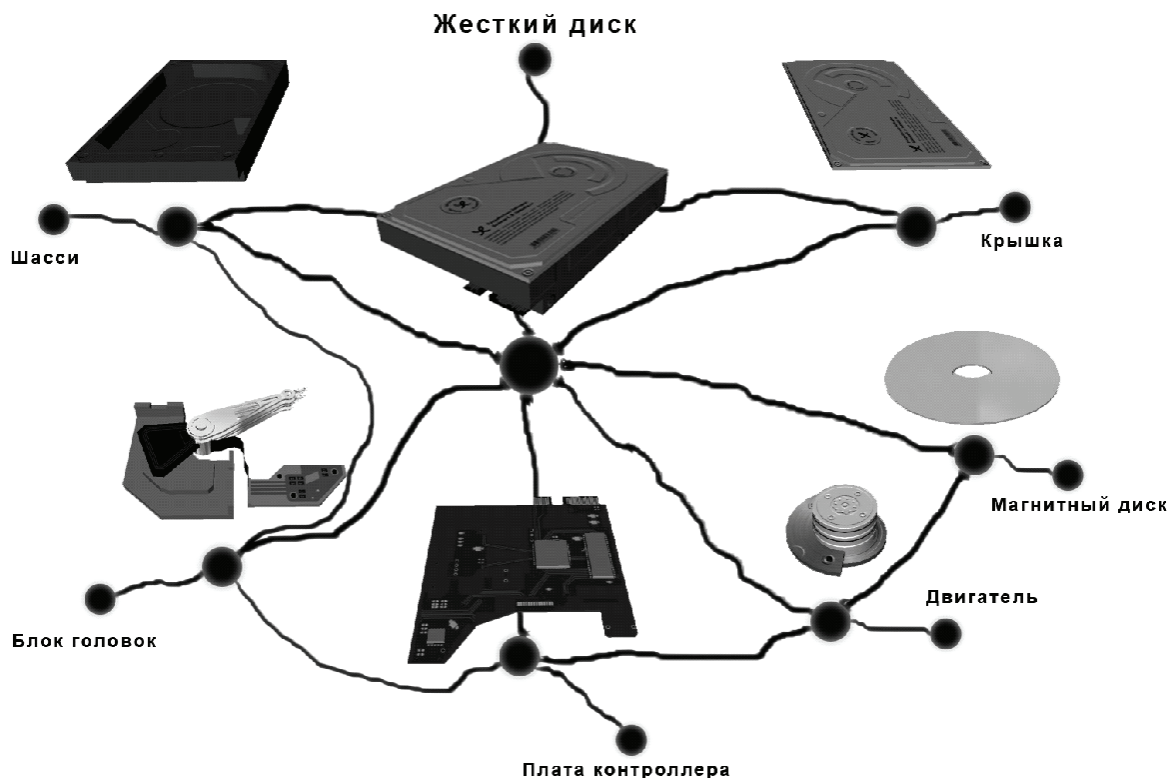 Жесткий диск
Шасси
Крышка
Магнитный диск
Двигатель
Блок головок
Плата контроллера